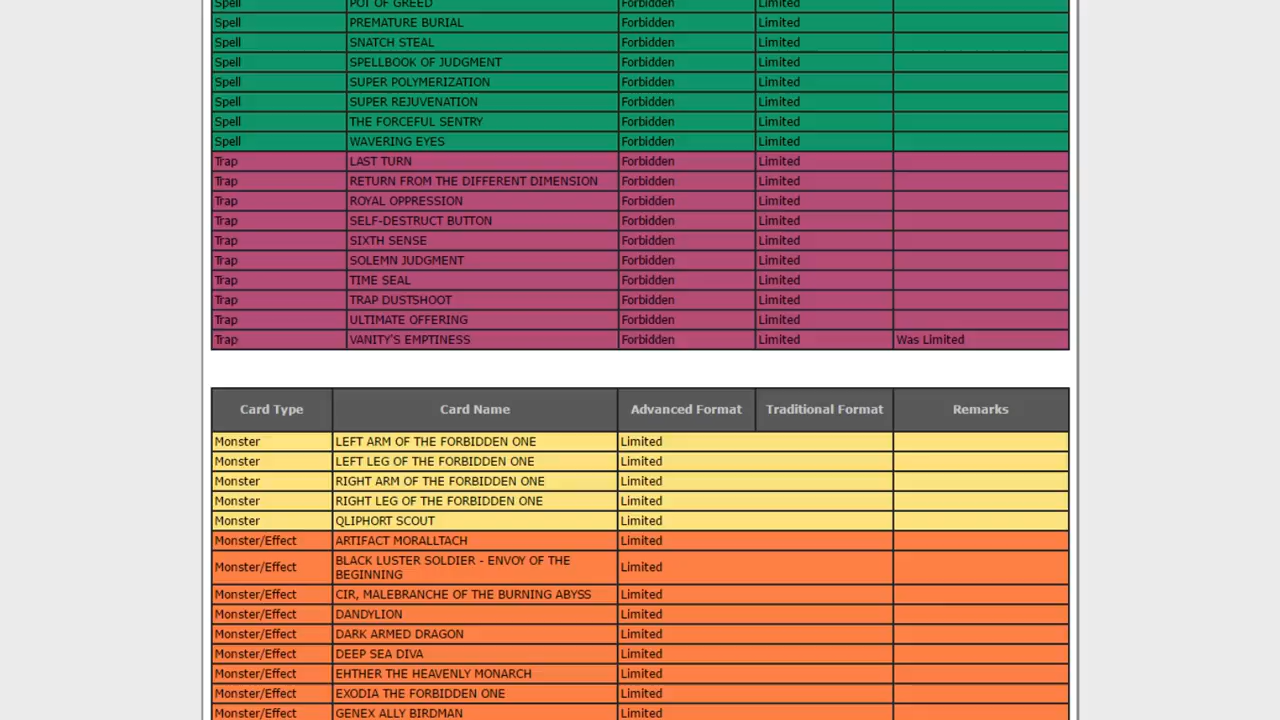 Spell POT OF GREED Forbidden Limited
Spell PREMATURE BURIAL Forbidden Limited
Spell SNATCH STEAL Forbidden Limited
Spell SPELLBOOK OF JUDGMENT Forbidden Limited
Spell SUPER POLYMERIZATION Forbidden Limited
Spell SUPER REJUVENATION Forbidden Limited
Spell THE FORCEFUL SENTRY Forbidden Limited
Spell WAVERING EYES Forbidden Limited
Trap LAST TURN Forbidden Limited
Trap RETURN FROM THE DIFFERENT DIMENSION Forbidden Limited
Trap ROYAL OPPRESSION Forbidden Limited
Trap SELF-DESTRUCT BUTTON Forbidden Limited
Trap SIXTH SENSE Forbidden Limited
Trap SOLEMN JUDGMENT Forbidden Limited
Trap TIME SEAL Forbidden Limited
Trap TRAP DUSTSHOOT Forbidden Limited
Trap ULTIMATE OFFERING Forbidden Limited
Trap VANITY'S EMPTINESS Forbidden Limited Was Limited
Card Type Card Name Advanced Format Traditional Format Remarks
Monster LEFT ARM OF THE FORBIDDEN ONE Limited
Monster LEFT LEG OF THE FORBIDDEN ONE Limited
Monster RIGHT ARM OF THE FORBIDDEN ONE Limited
Monster RIGHT LEG OF THE FORBIDDEN ONE Limited
Monster QLIPHORT SCOUT Limited
Monster/Effect ARTIFACT MORALLTACH Limited
Monster/Effect BLACK LUSTER SOLDIER - ENVOY OF THE
BEGINNING Limited
Monster/Effect CIR, MALEBRANCHE OF THE BURNING ABYSS Limited
Monster/Effect DANDYLION Limited
Monster/Effect DARK ARMED DRAGON Limited
Monster/Effect DEEP SEA DIVA Limited
Monster/Effect EHTHER THE HEAVENLY MONARCH Limited
Monster/Effect EXODIA THE FORBIDDEN ONE Limited
Monster/Effect GENEX ALLY BIRDMAN Limited